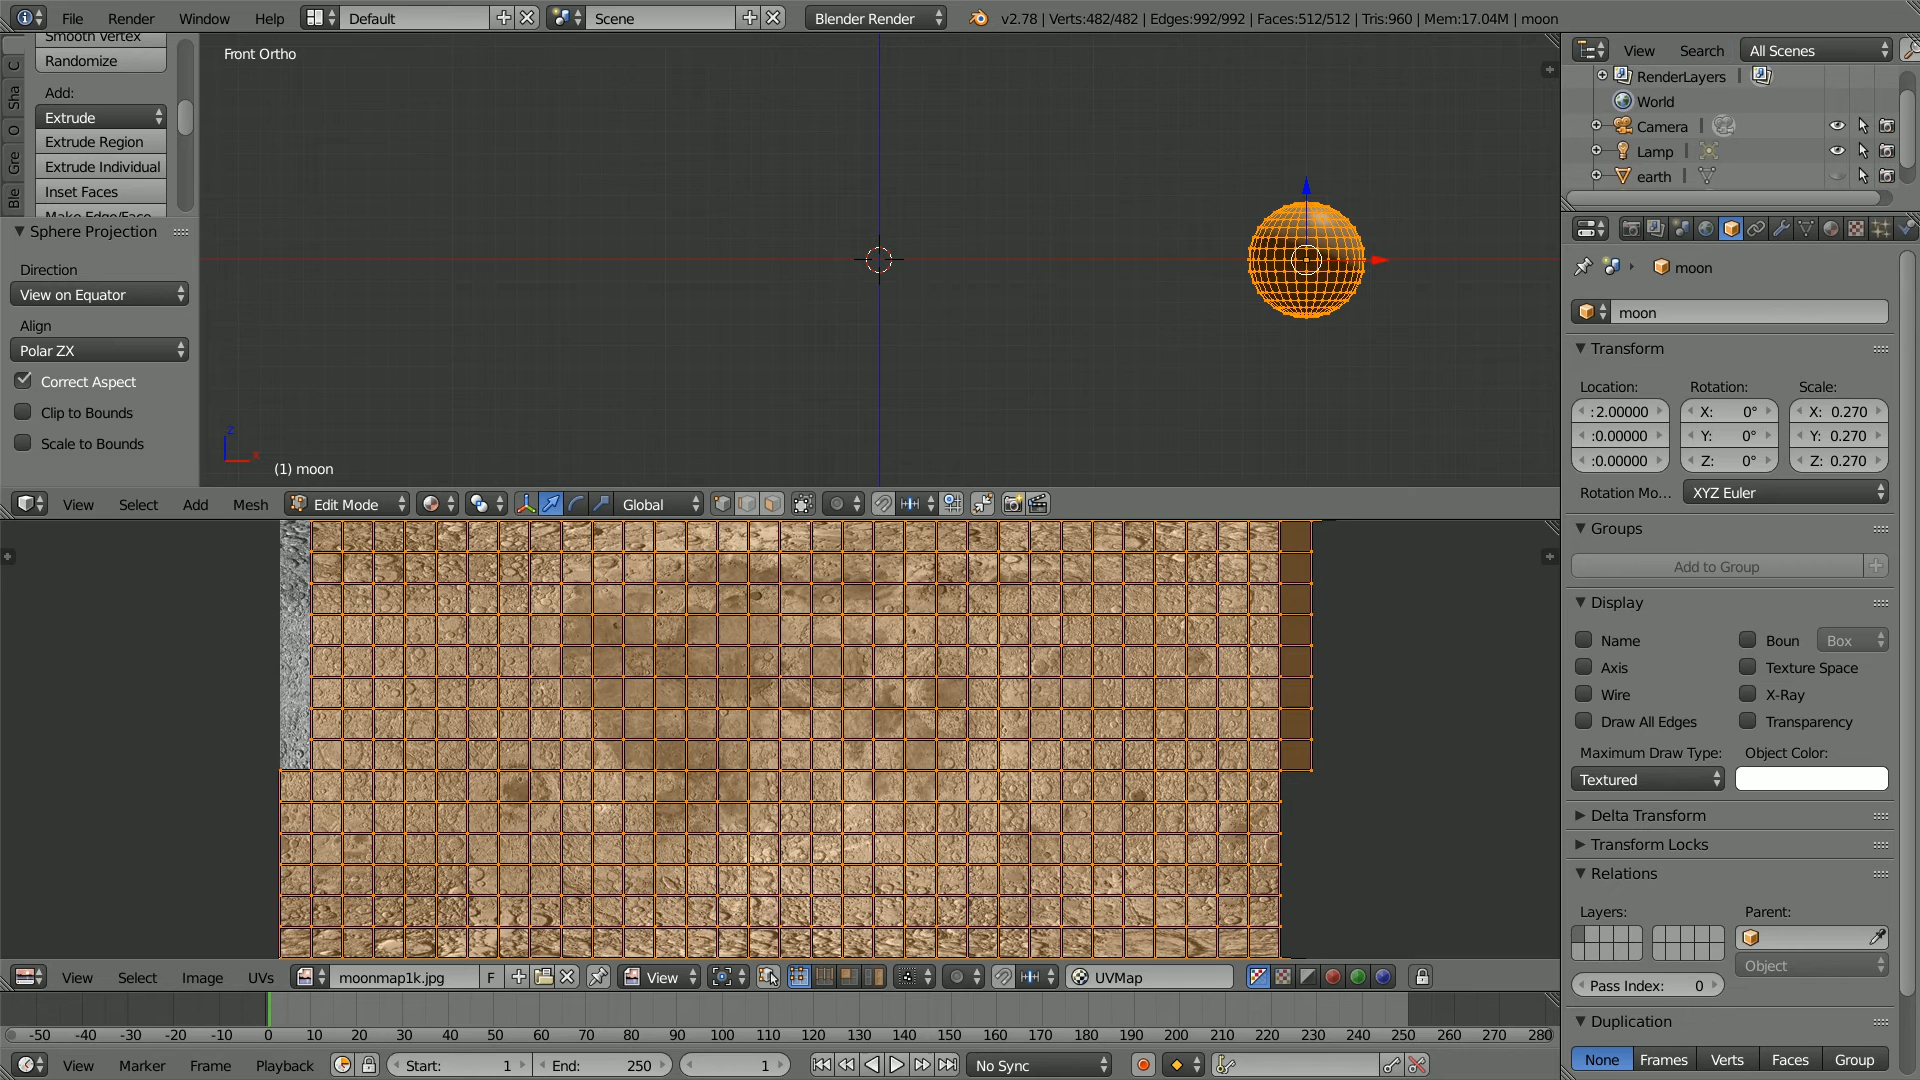 File Render Window Help Default Scene Blender Render v2.78 | Verts:482/482 | Edges:992/992 | Faces:512/512 | Tris:960 | Mem:17.04M | moon
Smooth Vertex
Randomize
Add:
Extrude
Extrude Region
Extrude Individual
Inset Faces
Make Edge/Face
C
Sha
O
Gre
Ble
Sphere Projection
Direction
View on Equator
Align
Polar ZX
Correct Aspect
Clip to Bounds
Scale to Bounds
Front Ortho
z
x
(1) moon
View Select Add Mesh Edit Mode Global
View Search All Scenes
RenderLayers |
World
Camera |
Lamp |
earth |
moon
moon
Transform
Location: Rotation: Scale:
:2.00000 X: 0° X: 0.270
:0.00000 Y: 0° Y: 0.270
:0.00000 Z: 0° Z: 0.270
Rotation Mo... XYZ Euler
Groups
Add to Group
Display
Name Boun Box
Axis Texture Space
Wire X-Ray
Draw All Edges Transparency
Maximum Draw Type: Object Color:
Textured
Delta Transform
Transform Locks
Relations
Layers: Parent:
Object
Pass Index: 0
Duplication
None Frames Verts Faces Group
View Select Image UVs moonmap1k.jpg F View UVMap
-50 -40 -30 -20 -10 0 10 20 30 40 50 60 70 80 90 100 110 120 130 140 150 160 170 180 190 200 210 220 230 240 250 260 270 280
View Marker Frame Playback Start: 1 End: 250 1 No Sync